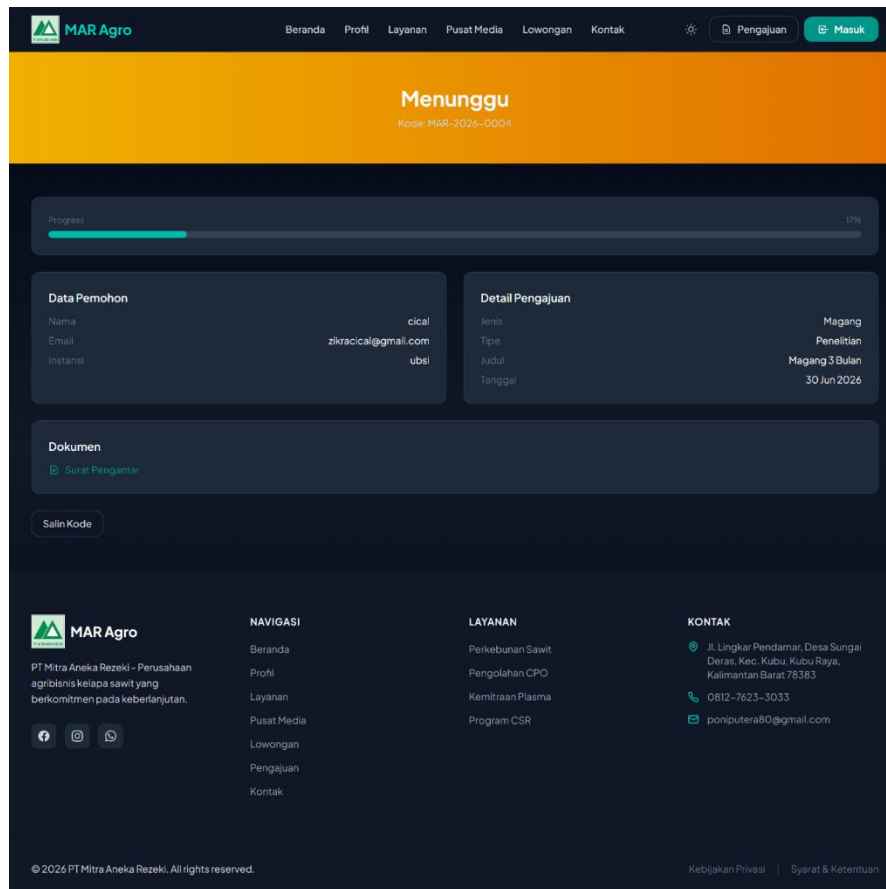 MAR Agro
Beranda Profil Layanan Pusat Media Lowongan Kontak Pengajuan Masuk
Menunggu
Kode: MAR-2026-0004
Progress 17%
Data Pemohon
Nama cical
Email zikracical@gmail.com
Instansi ubsi
Detail Pengajuan
Jenis Magang
Tipe Penelitian
Judul Magang 3 Bulan
Tanggal 30 Jun 2026
Dokumen
Surat Pengantar
Salin Kode
MAR Agro
PT Mitra Aneka Rezeki - Perusahaan
agribisnis kelapa sawit yang
berkomitmen pada keberlanjutan.
NAVIGASI
Beranda
Profil
Layanan
Pusat Media
Lowongan
Pengajuan
Kontak
LAYANAN
Perkebunan Sawit
Pengolahan CPO
Kemitraan Plasma
Program CSR
KONTAK
Jl. Lingkar Pendamar, Desa Sungai
Deras, Kec. Kubu, Kubu Raya,
Kalimantan Barat 78383
0812-7623-3033
poniputera80@gmail.com
© 2026 PT Mitra Aneka Rezeki. All rights reserved.
Kebijakan Privasi | Syarat & Ketentuan